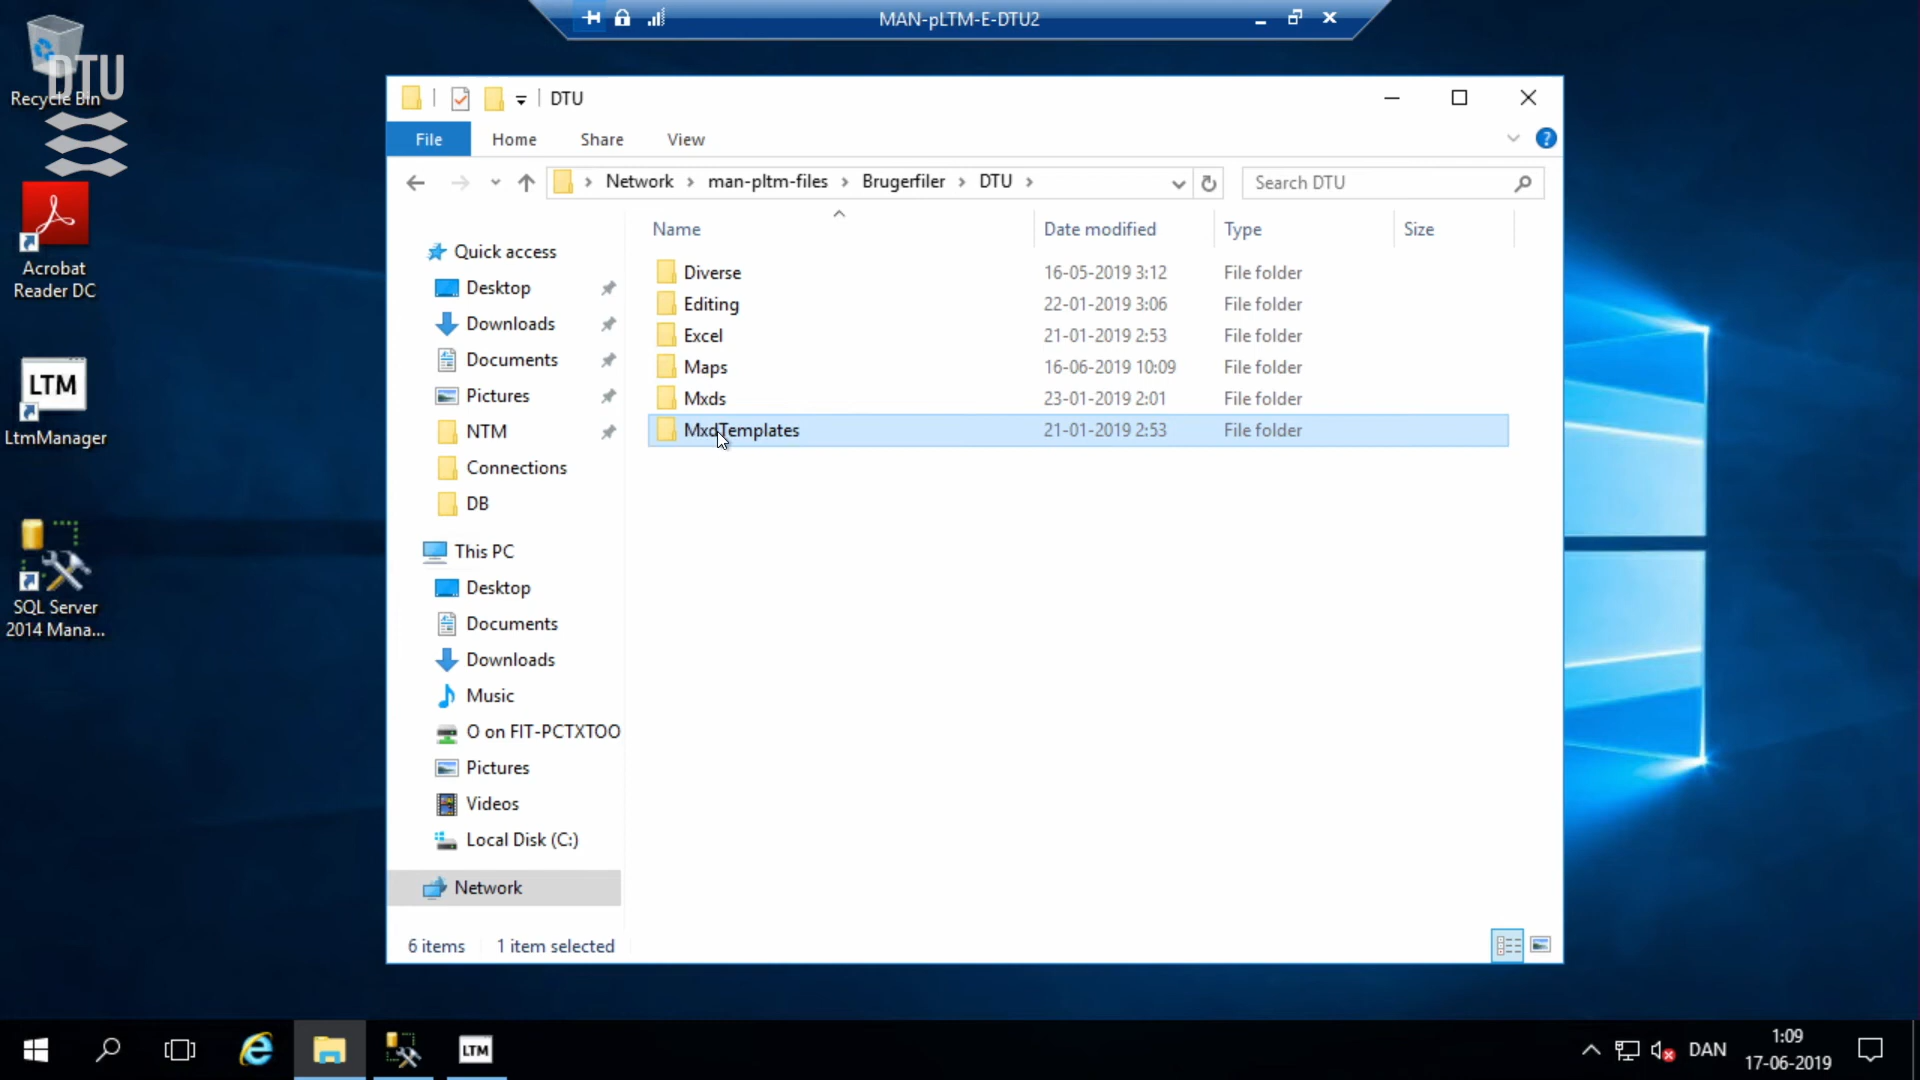 MAN-pLTM-E-DTU2
Recycle Bin
DTU
Acrobat
Reader DC
LTM
LtmManager
SQL Server
2014 Mana...
DTU
File Home Share View
Network man-pltm-files Brugerfiler DTU
Search DTU
Name Date modified Type Size
Diverse 16-05-2019 3:12 File folder
Editing 22-01-2019 3:06 File folder
Excel 21-01-2019 2:53 File folder
Maps 16-06-2019 10:09 File folder
Mxds 23-01-2019 2:01 File folder
MxdTemplates 21-01-2019 2:53 File folder
Quick access
Desktop
Downloads
Documents
Pictures
NTM
Connections
DB
This PC
Desktop
Documents
Downloads
Music
O on FIT-PCTXTOO
Pictures
Videos
Local Disk (C:)
Network
6 items 1 item selected
LTM
DAN
1:09
17-06-2019